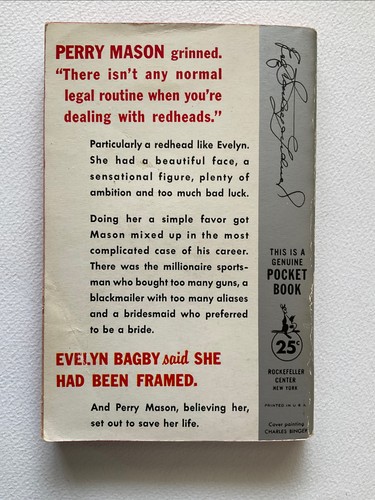 PERRY MASON grinned.
“There isn't any normal
legal routine when you're
dealing with redheads.”
Particularly a redhead like Evelyn.
She had a beautiful face, a
sensational figure, plenty of
ambition and too much bad luck.
Doing her a simple favor got
Mason mixed up in the most
complicated case of his career.
There was the millionaire sports-
man who bought too many guns, a
blackmailer with too many aliases
and a bridesmaid who preferred
to be a bride.
EVELYN BAGBY said SHE
HAD BEEN FRAMED.
And Perry Mason, believing her,
set out to save her life.
Erle Stanley Gardner
THIS IS A
GENUINE
POCKET
BOOK
25¢
ROCKEFELLER
CENTER
NEW YORK
PRINTED IN U.S.A.
Cover painting
CHARLES BINGER